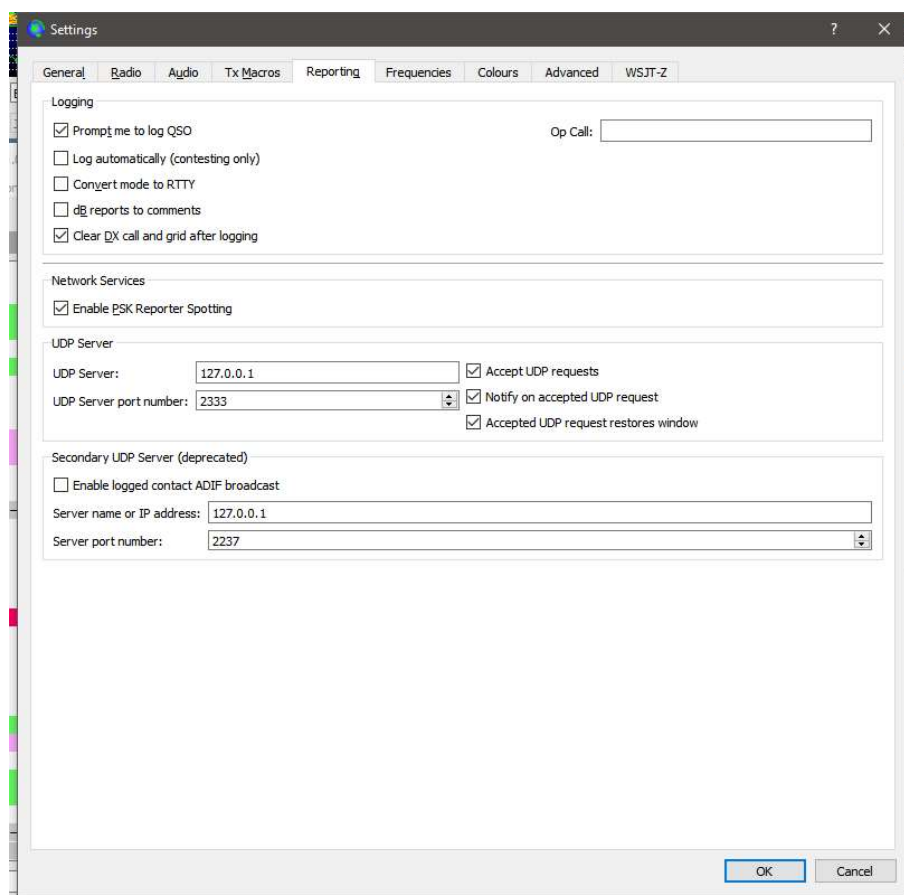 Settings
General Radio Audio Tx Macros Reporting Frequencies Colours Advanced WSJT-Z
Logging
Prompt me to log QSO
Op Call:
Log automatically (contesting only)
Convert mode to RTTY
dB reports to comments
Clear DX call and grid after logging
Network Services
Enable PSK Reporter Spotting
UDP Server
UDP Server: 127.0.0.1
Accept UDP requests
UDP Server port number: 2333
Notify on accepted UDP request
Accepted UDP request restores window
Secondary UDP Server (deprecated)
Enable logged contact ADIF broadcast
Server name or IP address: 127.0.0.1
Server port number: 2237
OK Cancel